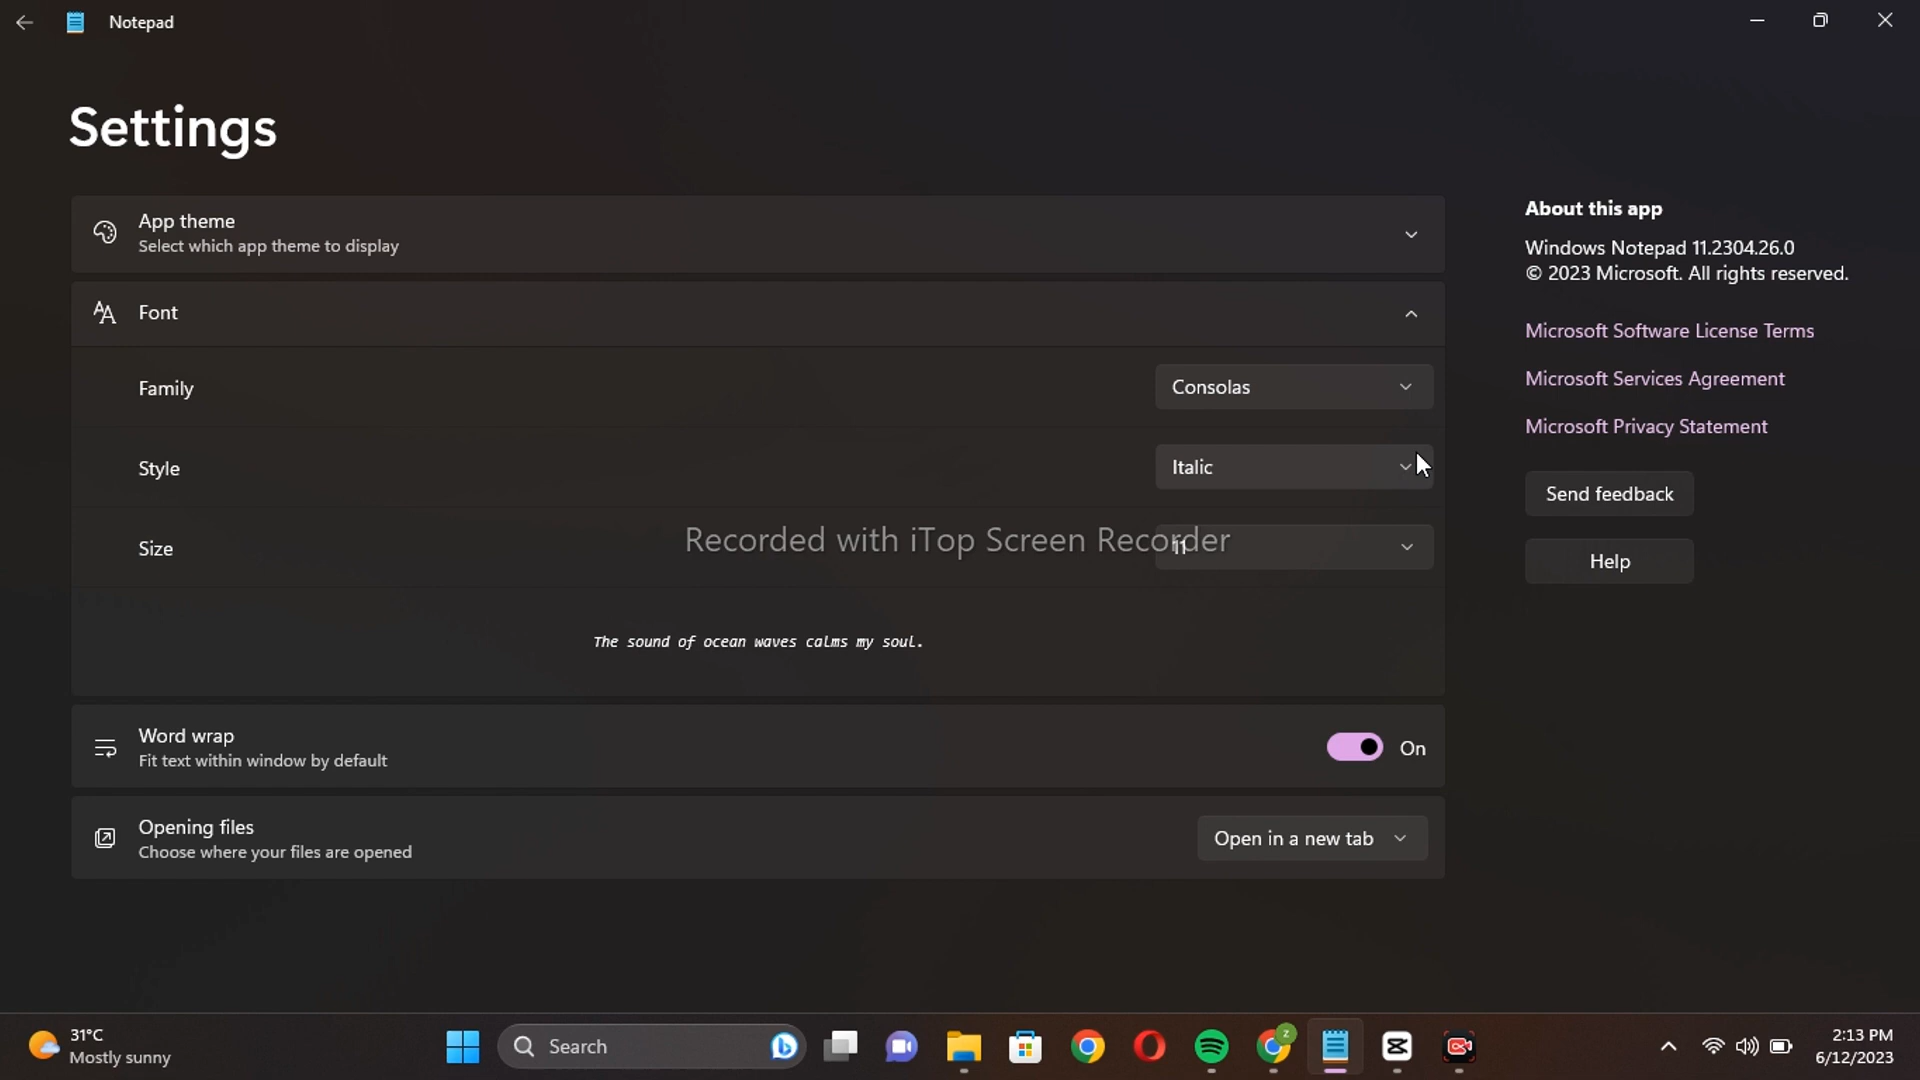 Notepad
Settings
App theme
Select which app theme to display
Font
Family
Consolas
Style
Italic
Size
11
Recorded with iTop Screen Recorder
The sound of ocean waves calms my soul.
Word wrap
Fit text within window by default
On
Opening files
Choose where your files are opened
Open in a new tab
About this app
Windows Notepad 11.2304.26.0
© 2023 Microsoft. All rights reserved.
Microsoft Software License Terms
Microsoft Services Agreement
Microsoft Privacy Statement
Send feedback
Help
31°C
Mostly sunny
Search
z
2:13 PM
6/12/2023